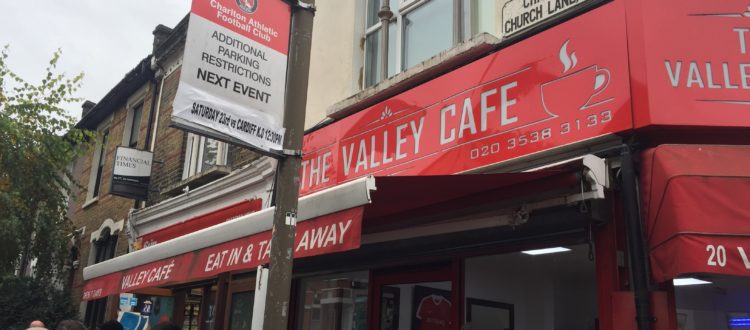 Charlton Athletic
Football Club
ADDITIONAL
PARKING
RESTRICTIONS
NEXT EVENT
SATURDAY 23rd vs CARDIFF K.O 12:30PM
FINANCIAL
TIMES
CHURCH LANE
THE VALLEY CAFE
020 3538 3133
VALLEY CAFÉ
EAT IN & TAKE AWAY
VALLE
20